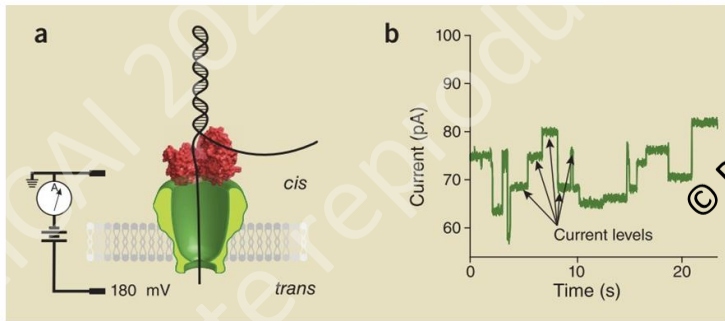 a
cis
A
180 mV
trans
b
Current (pA)
100
90
80
70
60
Current levels
0
10
20
Time (s)
©